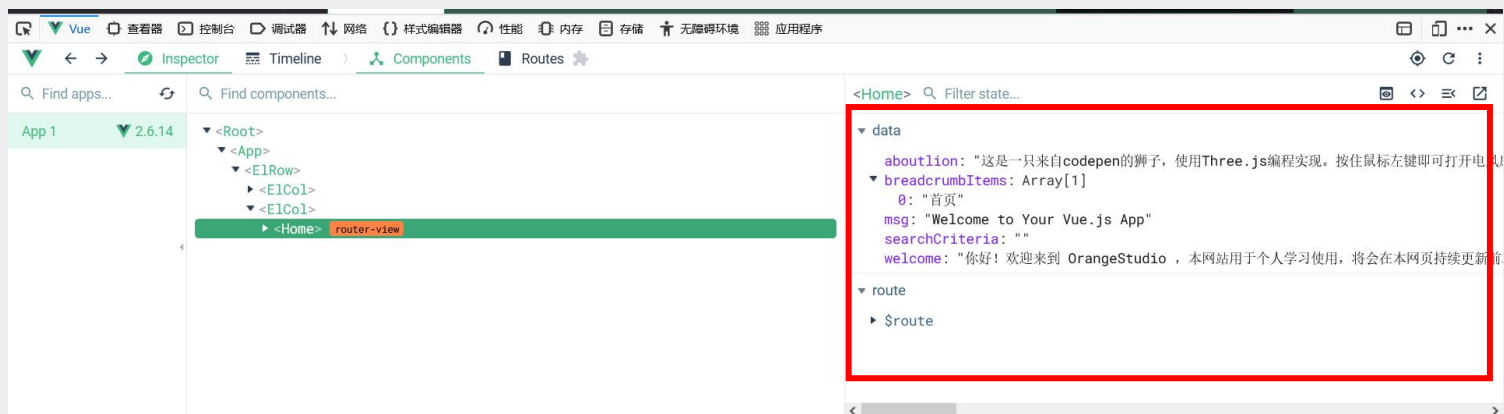 Vue 查看器 控制台 调试器 网络 样式编辑器 性能 内存 存储 无障碍环境 应用程序
Inspector Timeline Components Routes
Find apps... Find components... <Home> Filter state...
App 1 2.6.14 <Root>
data
<App>
aboutlion: "这是一只来自codepen的狮子，使用Three.js编程实现。按住鼠标左键即可打开电风
<ElRow>
breadcrumbItems: Array[1]
<ElCol>
0: "首页"
<ElCol>
msg: "Welcome to Your Vue.js App"
<Home> router-view
searchCriteria: ""
welcome: "你好！欢迎来到 OrangeStudio ，本网站用于个人学习使用，将会在本网页持续更新前
route
$route